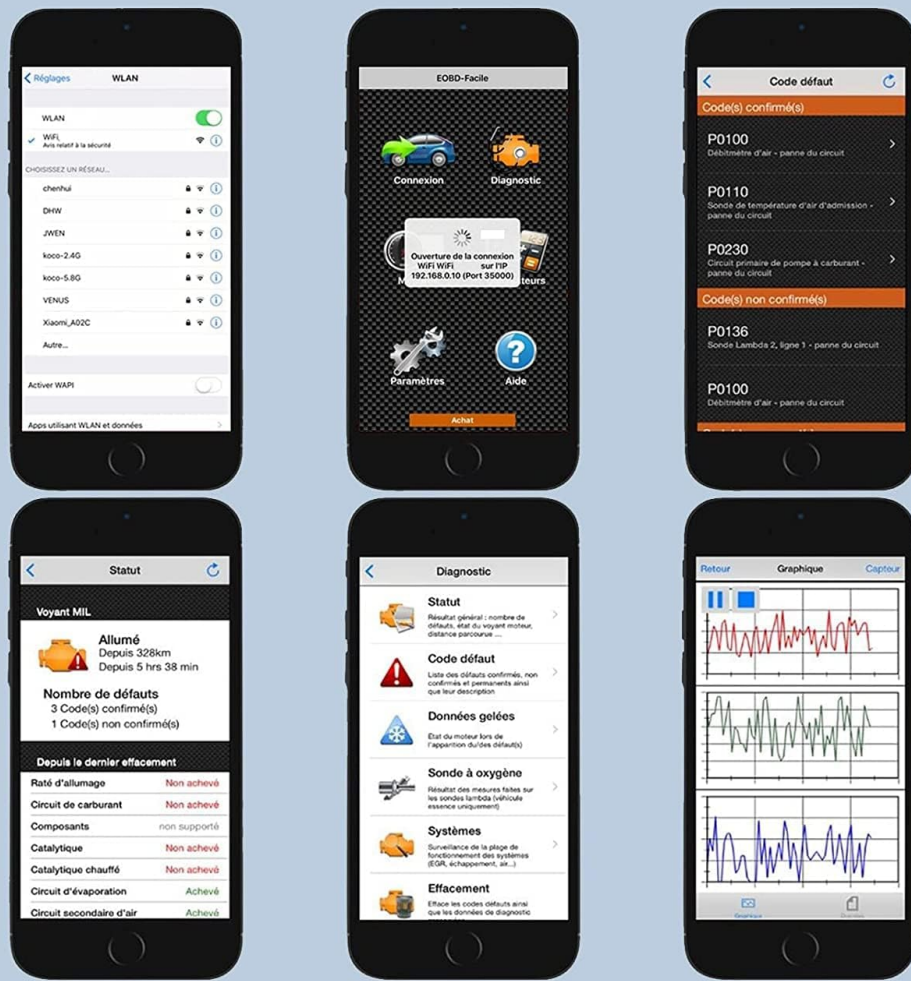 Réglages WLAN
WLAN
WiFi,
Avis relatif à la sécurité
CHOISISSEZ UN RÉSEAU...
chenhui
DHW
JWEN
koco-2.4G
koco-5.8G
VENUS
Xiaomi_A02C
Autre...
Activer WAPI
Apps utilisant WLAN et données
EOBD-Facile
Connexion
Diagnostic
Ouverture de la connexion
WiFi WiFi sur l'IP
192.168.0.10 (Port 35000)
M
teurs
Paramètres
Aide
Achat
Code défaut
Code(s) confirmé(s)
P0100
Débitmètre d'air - panne du circuit
P0110
Sonde de température d'air d'admission -
panne du circuit
P0230
Circuit primaire de pompe à carburant -
panne du circuit
Code(s) non confirmé(s)
P0136
Sonde Lambda 2, ligne 1 - panne du circuit
P0100
Débitmètre d'air - panne du circuit
Statut
Voyant MIL
Allumé
Depuis 328km
Depuis 5 hrs 38 min
Nombre de défauts
3 Code(s) confirmé(s)
1 Code(s) non confirmé(s)
Depuis le dernier effacement
Raté d'allumage Non achevé
Circuit de carburant Non achevé
Composants non supporté
Catalytique Non achevé
Catalytique chauffé Non achevé
Circuit d'évaporation Achevé
Circuit secondaire d'air Achevé
Diagnostic
Statut
Résultat général : nombre de
défauts, état du voyant moteur,
distance parcourue ....
Code défaut
Liste des défauts confirmés, non
confirmés et permanents ainsi
que leur description
Données gelées
État du moteur lors de
l'apparition du/des défaut(s)
Sonde à oxygène
Résultat des mesures faites sur
les sondes lambda (véhicule
essence uniquement)
Systèmes
Surveillance de la plage de
fonctionnement des systèmes
(EGR, échappement, air...)
Effacement
Efface les codes défauts ainsi
que les données de diagnostic
Retour Graphique Capteur
Graphique